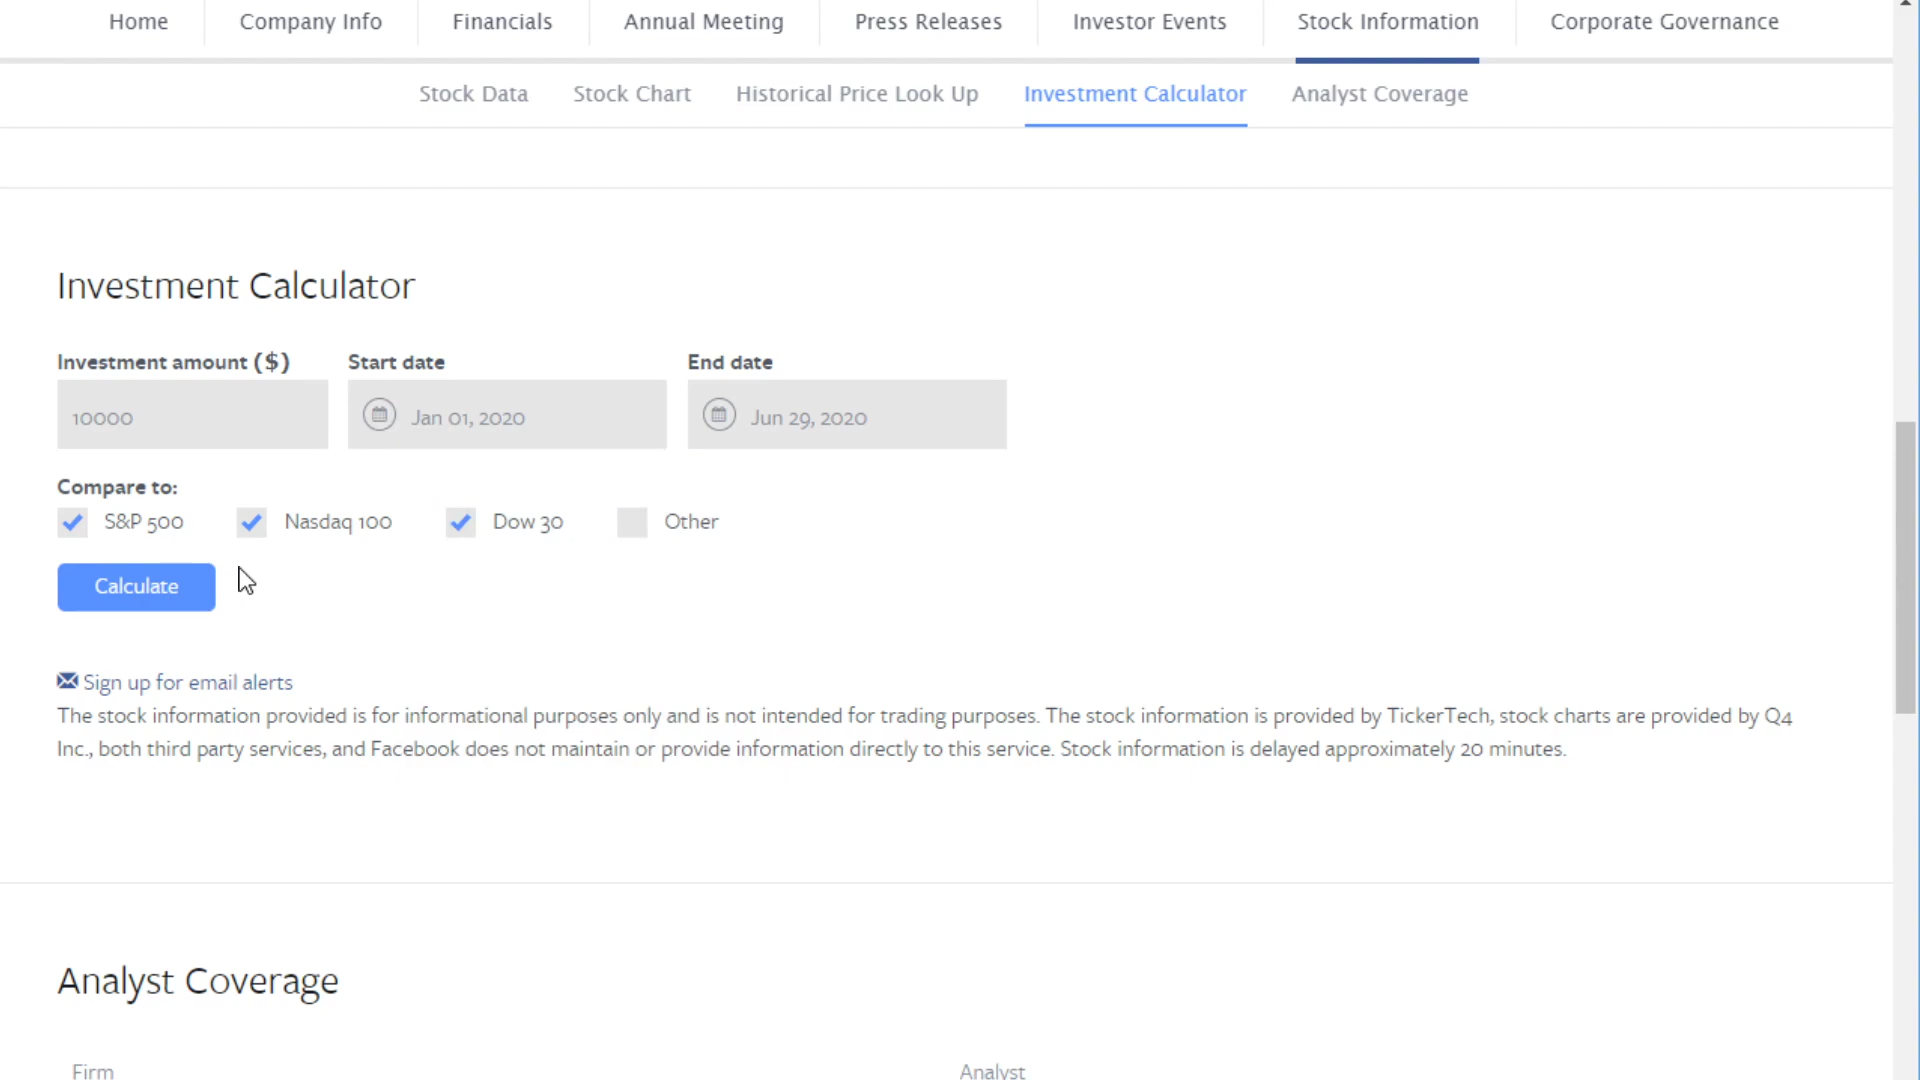 Home Company Info Financials Annual Meeting Press Releases Investor Events Stock Information Corporate Governance
Stock Data Stock Chart Historical Price Look Up Investment Calculator Analyst Coverage
Investment Calculator
Investment amount ($) Start date End date
10000 Jan 01, 2020 Jun 29, 2020
Compare to:
S&P 500 Nasdaq 100 Dow 30 Other
Calculate
Sign up for email alerts
The stock information provided is for informational purposes only and is not intended for trading purposes. The stock information is provided by TickerTech, stock charts are provided by Q4
Inc., both third party services, and Facebook does not maintain or provide information directly to this service. Stock information is delayed approximately 20 minutes.
Analyst Coverage
Firm Analyst